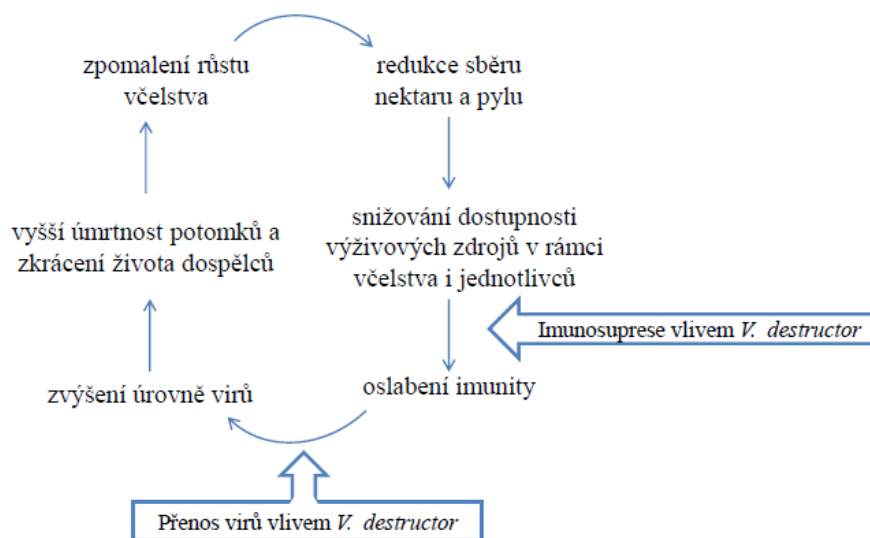 zpomalení růstu
včelstva
redukce sběru
nektaru a pylu
snižování dostupnosti
výživových zdrojů v rámci
včelstva i jednotlivců
Imunosuprese vlivem V. destructor
oslabení imunity
Přenos virů vlivem V. destructor
zvýšení úrovně virů
vyšší úmrtnost potomků a
zkrácení života dospělců